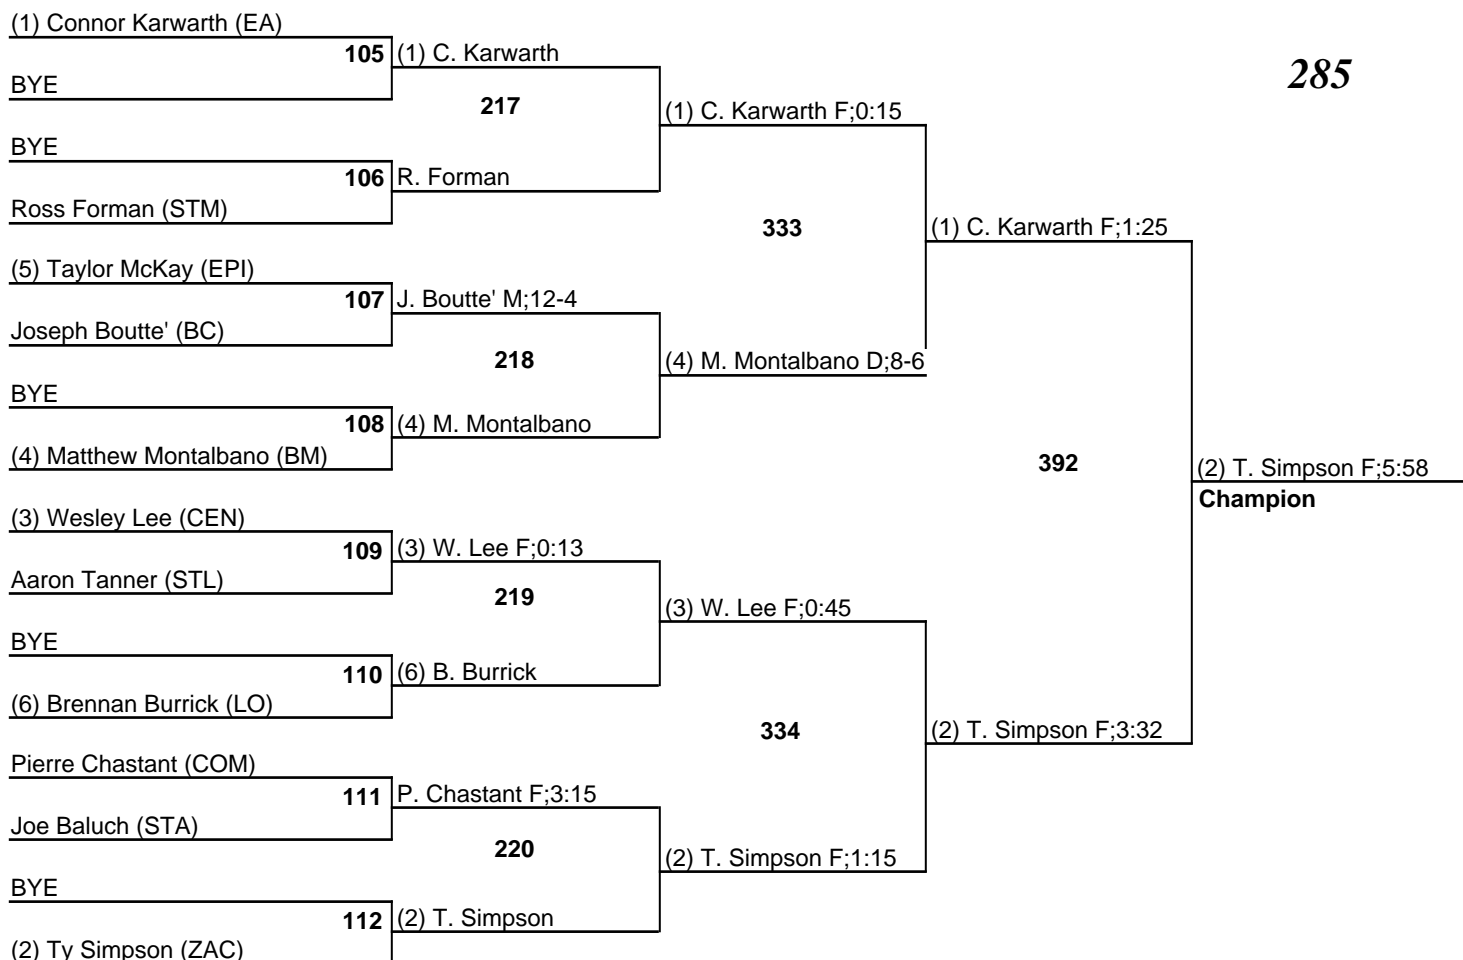 (1) Connor Karwarth (EA)
105 (1) C. Karwarth
285
BYE
217
(1) C. Karwarth F;0:15
BYE
106 R. Forman
Ross Forman (STM)
333
(1) C. Karwarth F;1:25
(5) Taylor McKay (EPI)
107 J. Boutte' M;12-4
Joseph Boutte' (BC)
218
(4) M. Montalbano D;8-6
BYE
108 (4) M. Montalbano
(4) Matthew Montalbano (BM)
392
(2) T. Simpson F;5:58
Champion
(3) Wesley Lee (CEN)
109 (3) W. Lee F;0:13
Aaron Tanner (STL)
219
(3) W. Lee F;0:45
BYE
110 (6) B. Burrick
(6) Brennan Burrick (LO)
334
(2) T. Simpson F;3:32
Pierre Chastant (COM)
111 P. Chastant F;3:15
Joe Baluch (STA)
220
(2) T. Simpson F;1:15
BYE
112 (2) T. Simpson
(2) Ty Simpson (ZAC)